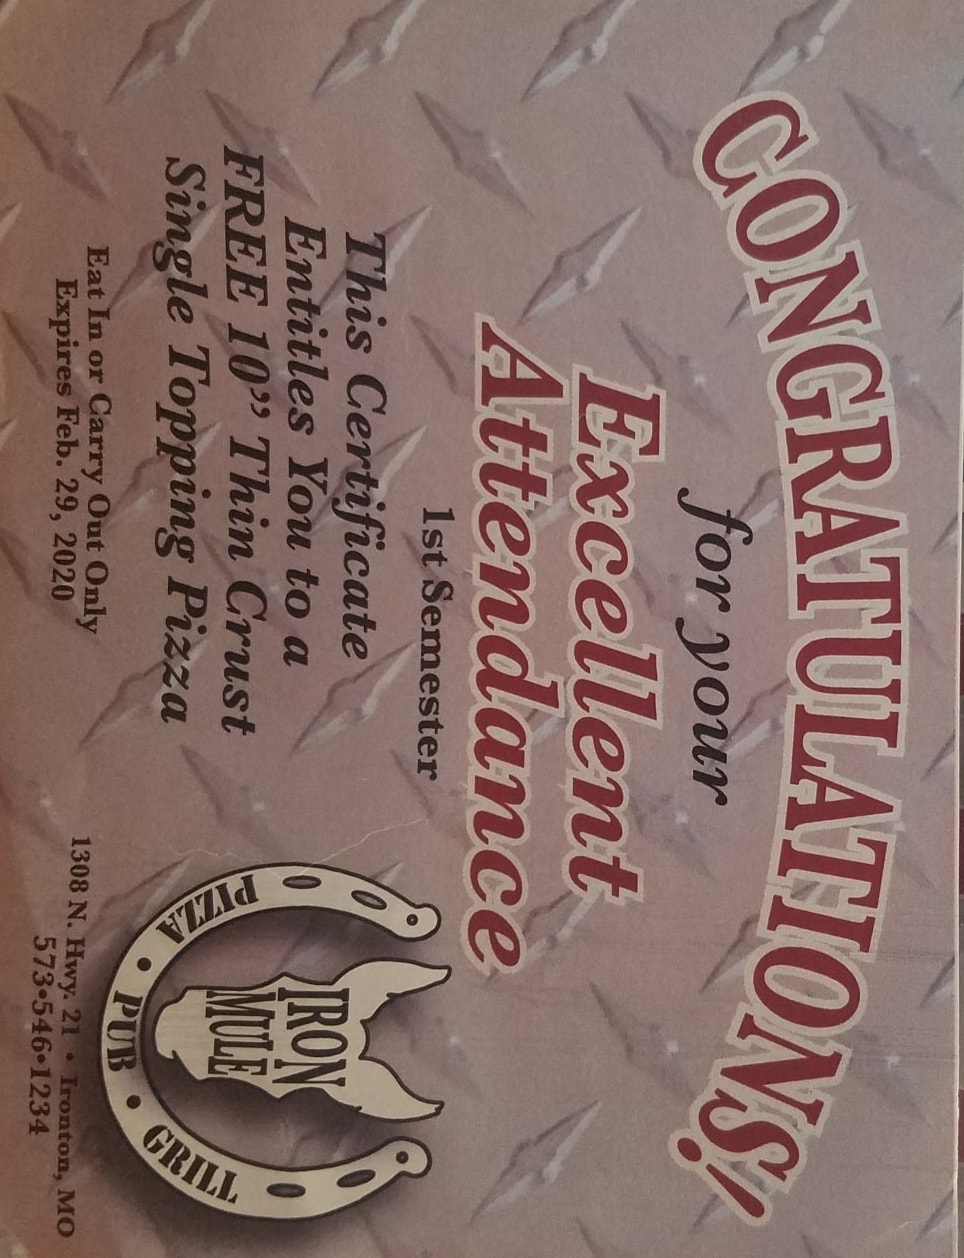 CONGRATULATIONS!
for your
Excellent
Attendance
1st Semester
This Certificate
Entitles You to a
FREE 10” Thin Crust
Single Topping Pizza
Eat In or Carry Out Only
Expires Feb. 29, 2020
IRON
MULE
PIZZA • PUB • GRILL
1308 N. Hwy. 21 • Ironton, MO
573•546•1234